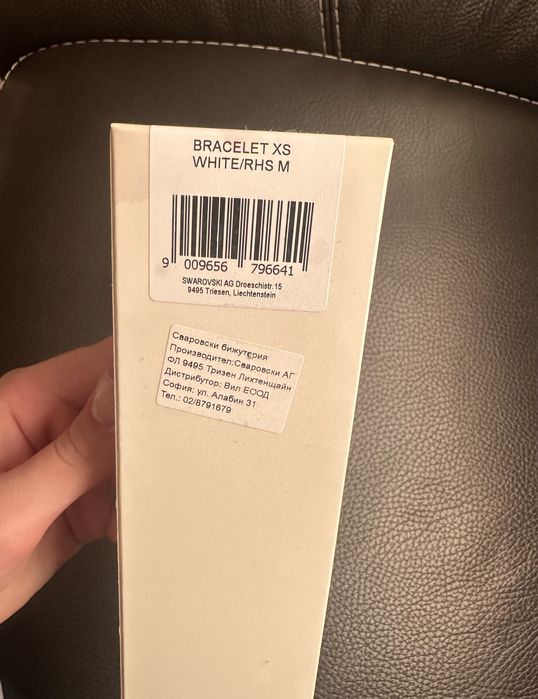 BRACELET XS
WHITE/RHS M
9 009656 796641
SWAROVSKI AG Droeschistr. 15
9495 Triesen, Liechtenstein
Сваровски бижутерия
Производител:Сваровски АГ
ФЛ 9495 Тризен Лихтенщайн
Дистрибутор: Вил ЕООД
София: ул. Алабин 31
Тел.: 02/8791679